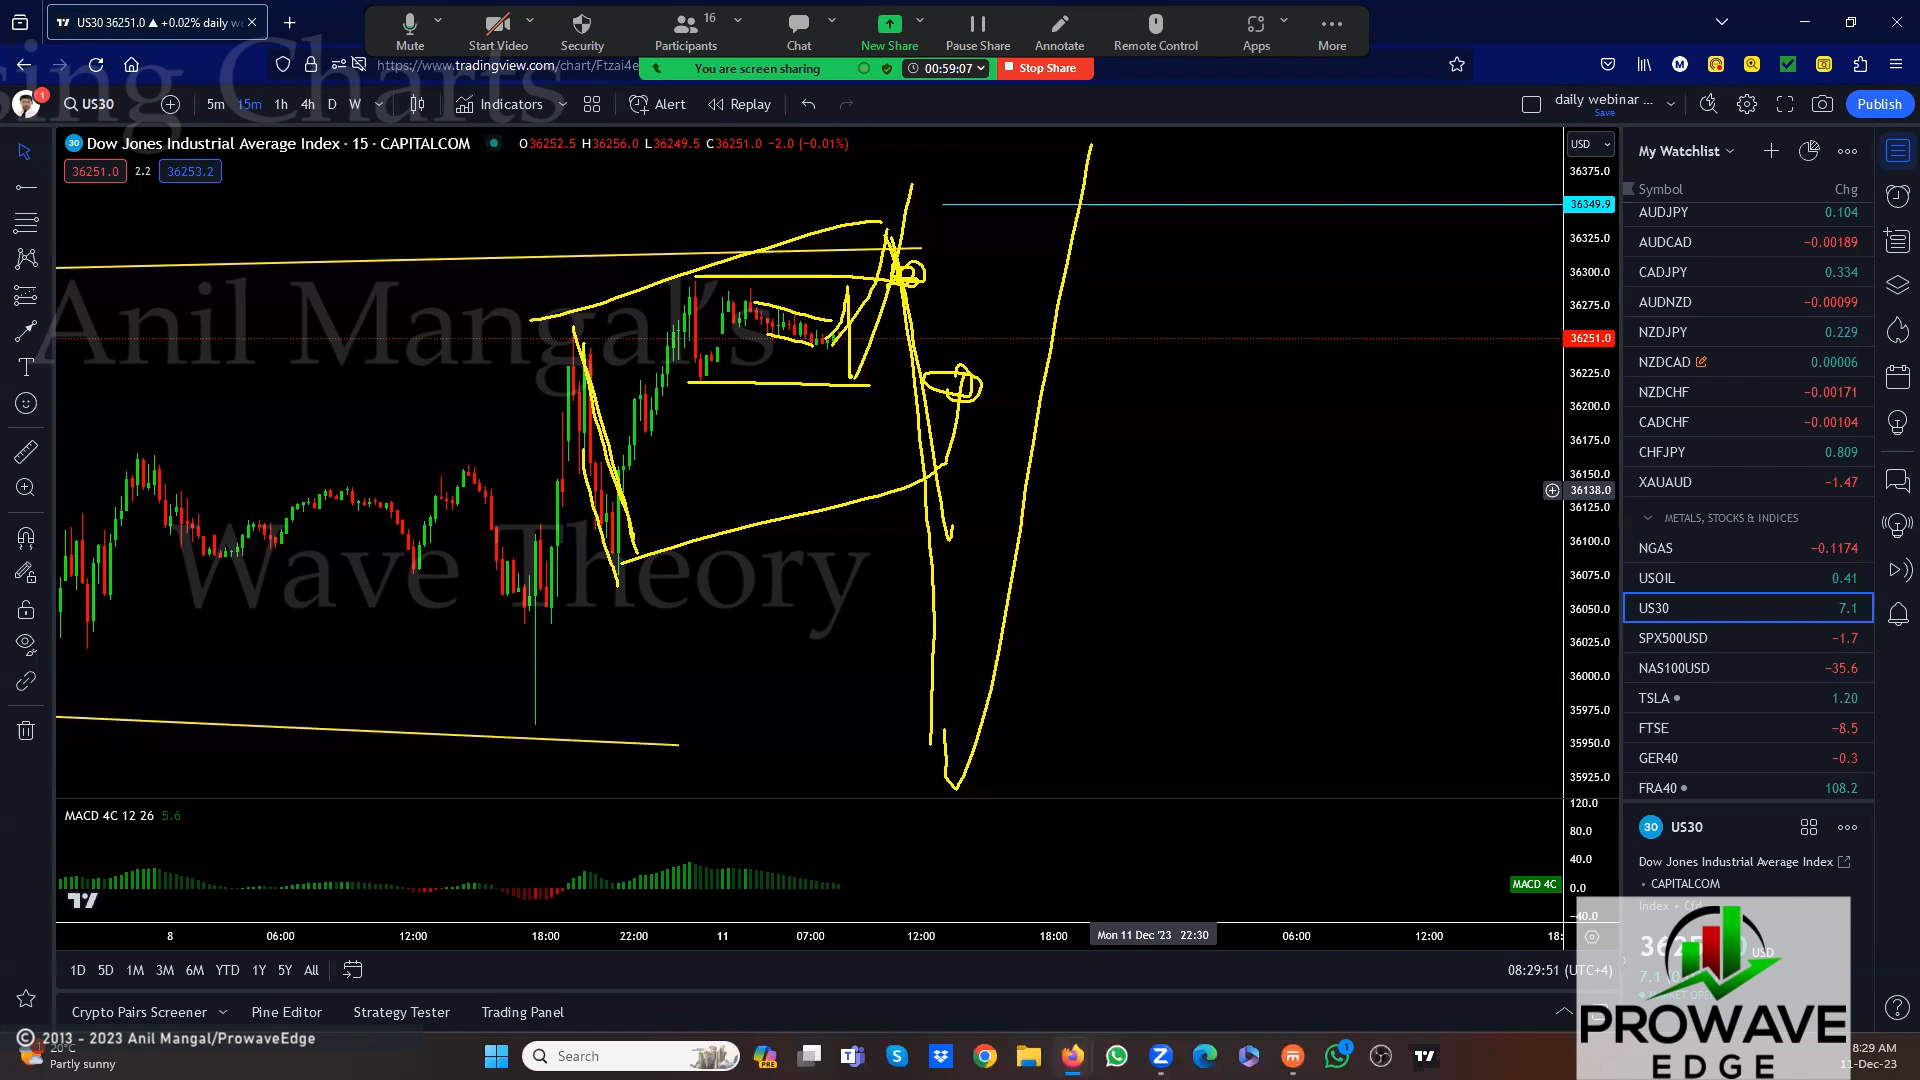 US30 36251.0 ▲ +0.02% daily w
Mute
Start Video
Security
Participants
16
Chat
New Share
Pause Share
Annotate
Remote Control
Apps
More
https://www.tradingview.com/chart/Ftzai4e
You are screen sharing
00:59:07
Stop Share
sing Charts
1
US30
5m
15m
1h
4h
D
W
Indicators
Alert
Replay
daily webinar ...
Save
Publish
30 Dow Jones Industrial Average Index · 15 · CAPITALCOM
O36252.5 H36256.0 L36249.5 C36251.0 −2.0 (−0.01%)
36251.0
2.2
36253.2
USD
36375.0
36349.9
36325.0
36300.0
36275.0
36251.0
36225.0
36200.0
36175.0
36150.0
36138.0
36125.0
36100.0
36075.0
36050.0
36025.0
36000.0
35975.0
35950.0
35925.0
Anil Mangal's
Wave Theory
My Watchlist
Symbol
Chg
AUDJPY 0.104
AUDCAD −0.00189
CADJPY 0.334
AUDNZD −0.00099
NZDJPY 0.229
NZDCAD 0.00006
NZDCHF −0.00171
CADCHF −0.00104
CHFJPY 0.809
XAUAUD −1.47
METALS, STOCKS & INDICES
NGAS −0.1174
USOIL 0.41
US30 7.1
SPX500USD −1.7
NAS100USD −35.6
TSLA 1.20
FTSE −8.5
GER40 −0.3
FRA40 108.2
30 US30
Dow Jones Industrial Average Index
• CAPITALCOM
Index • Cfd
USD
MACD 4C 12 26 5.6
120.0
80.0
40.0
MACD 4C
0.0
−40.0
8
06:00
12:00
18:00
22:00
11
07:00
12:00
18:00
Mon 11 Dec '23 22:30
06:00
12:00
18:
1D
5D
1M
3M
6M
YTD
1Y
5Y
All
08:29:51 (UTC+4)
Crypto Pairs Screener
Pine Editor
Strategy Tester
Trading Panel
© 2013 - 2023 Anil Mangal/ProwaveEdge
20°C
Partly sunny
Search
PROWAVE
EDGE
8:29 AM
11-Dec-23